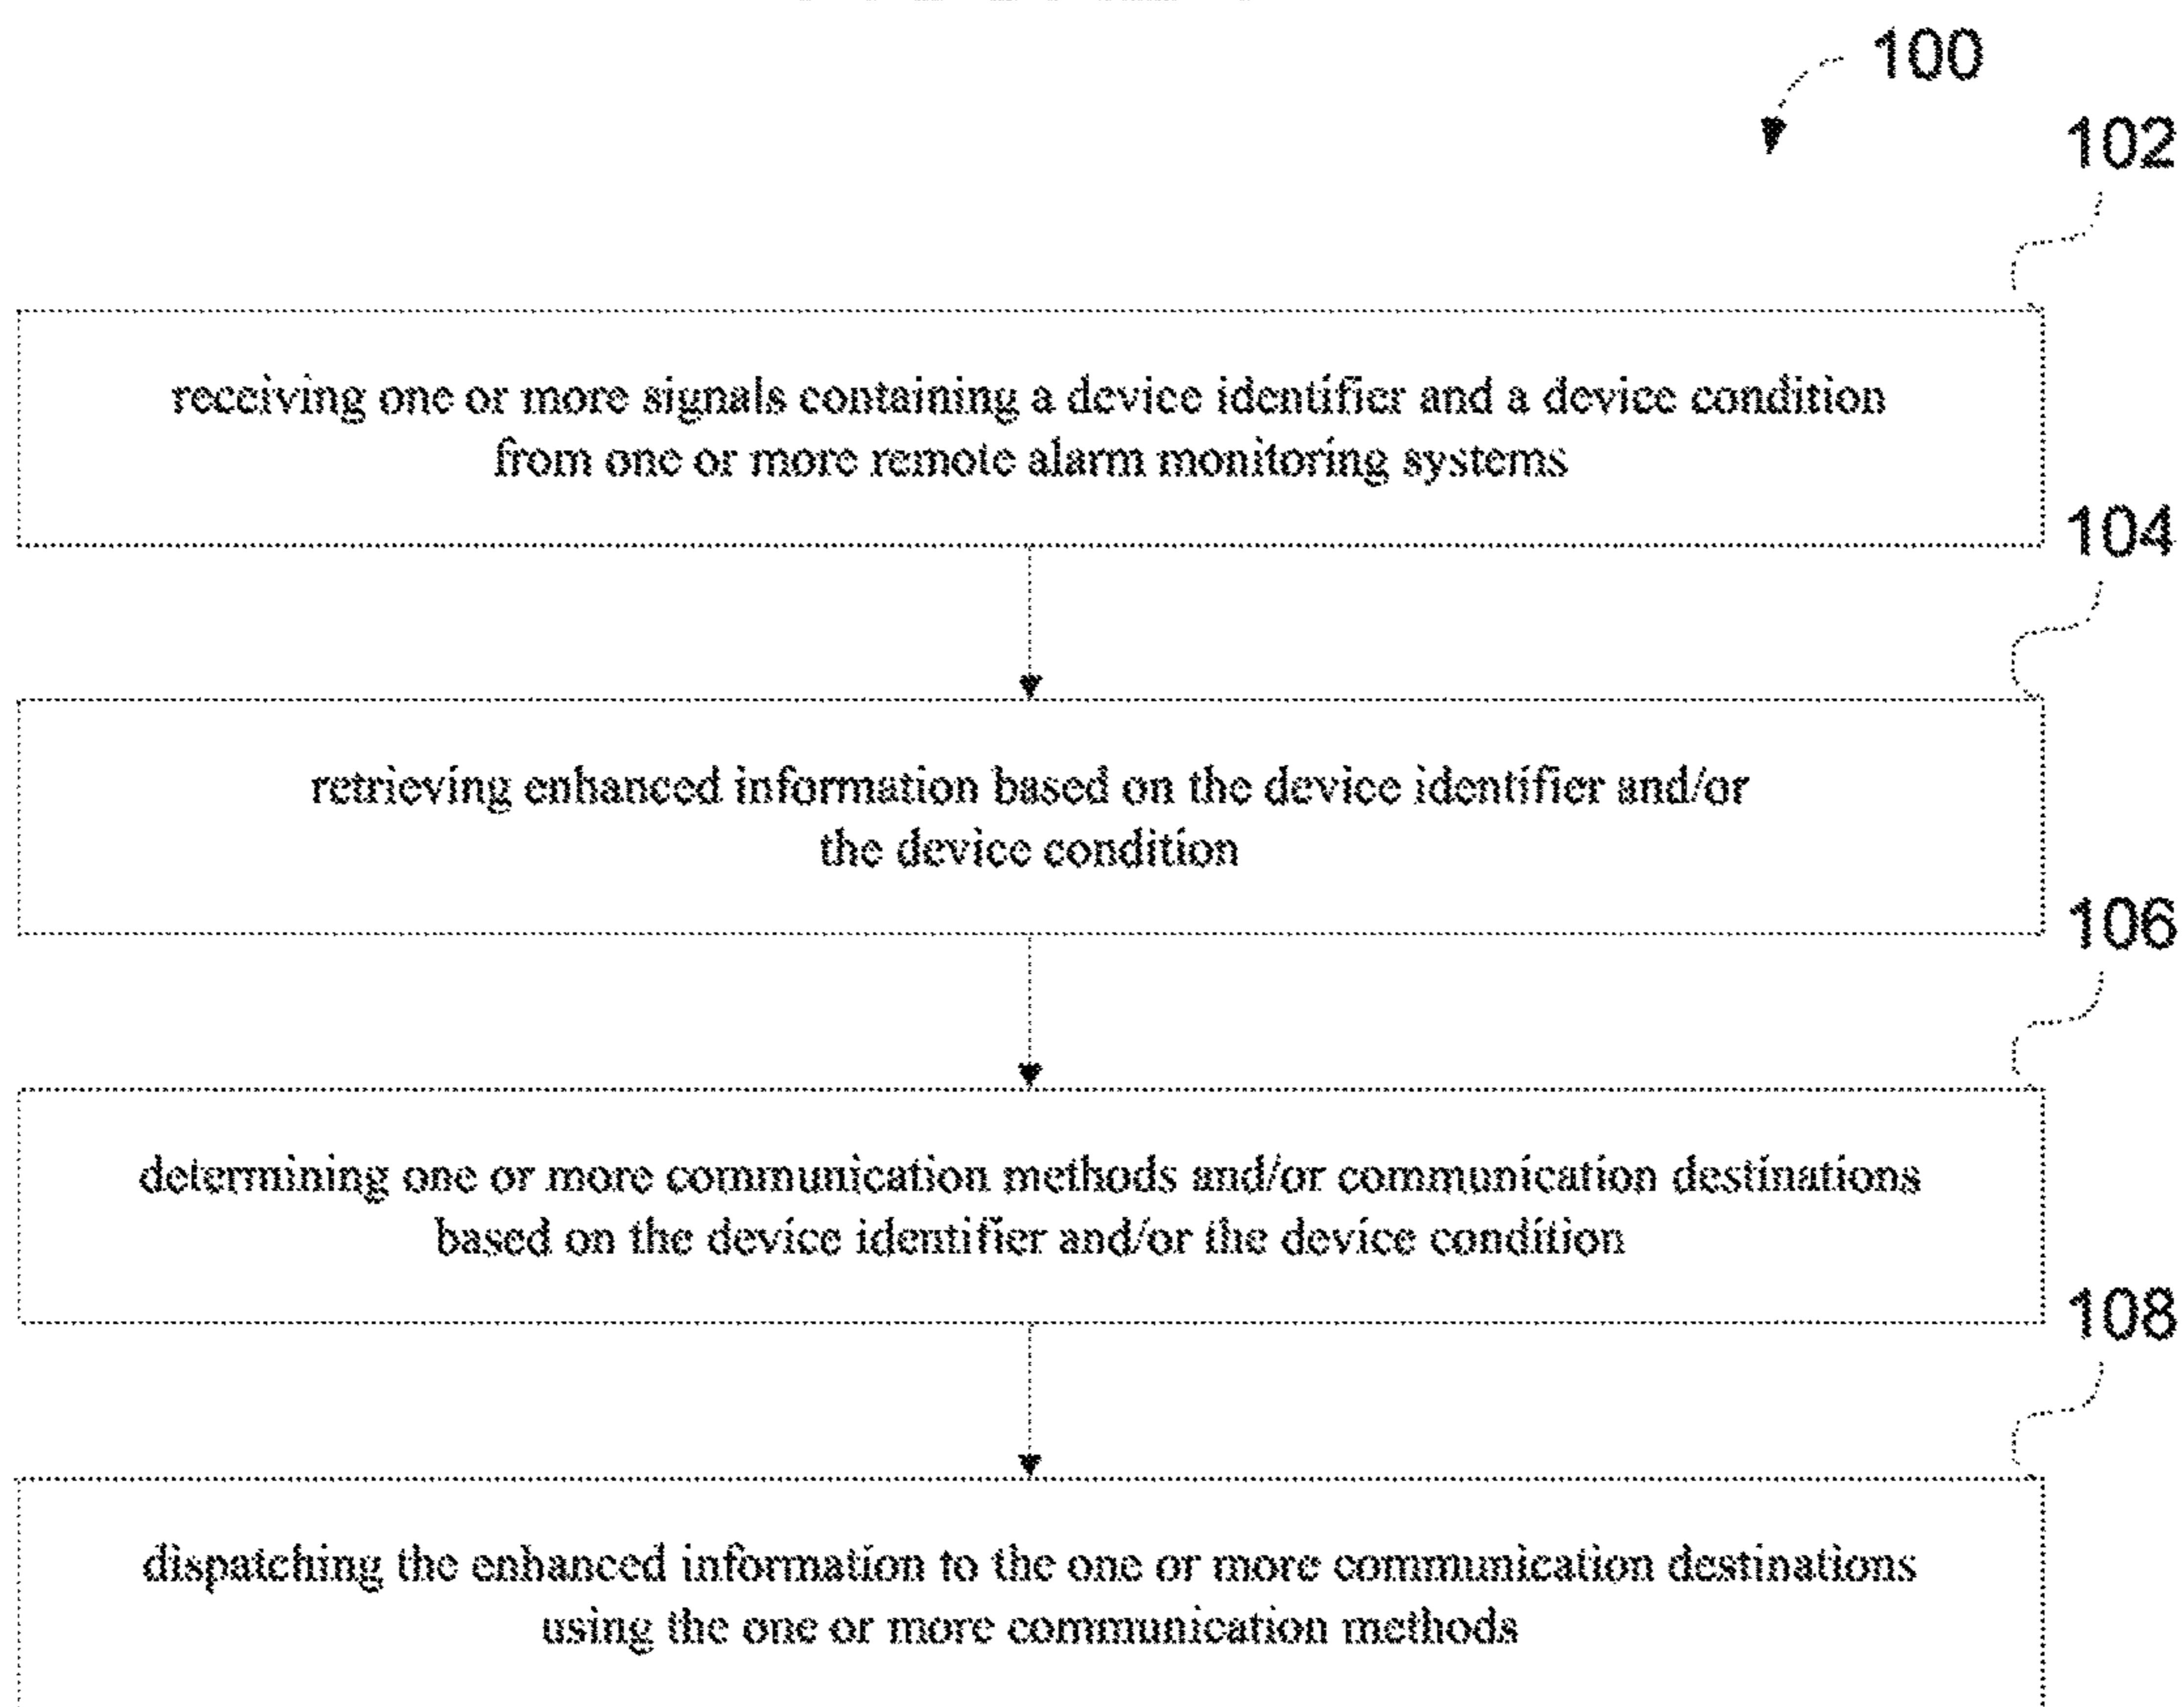 100
102
receiving one or more signals containing a device identifier and a device condition
from one or more remote alarm monitoring systems
104
retrieving enhanced information based on the device identifier and/or
the device condition
106
determining one or more communication methods and/or communication destinations
based on the device identifier and/or the device condition
108
dispatching the enhanced information to the one or more communication destinations
using the one or more communication methods